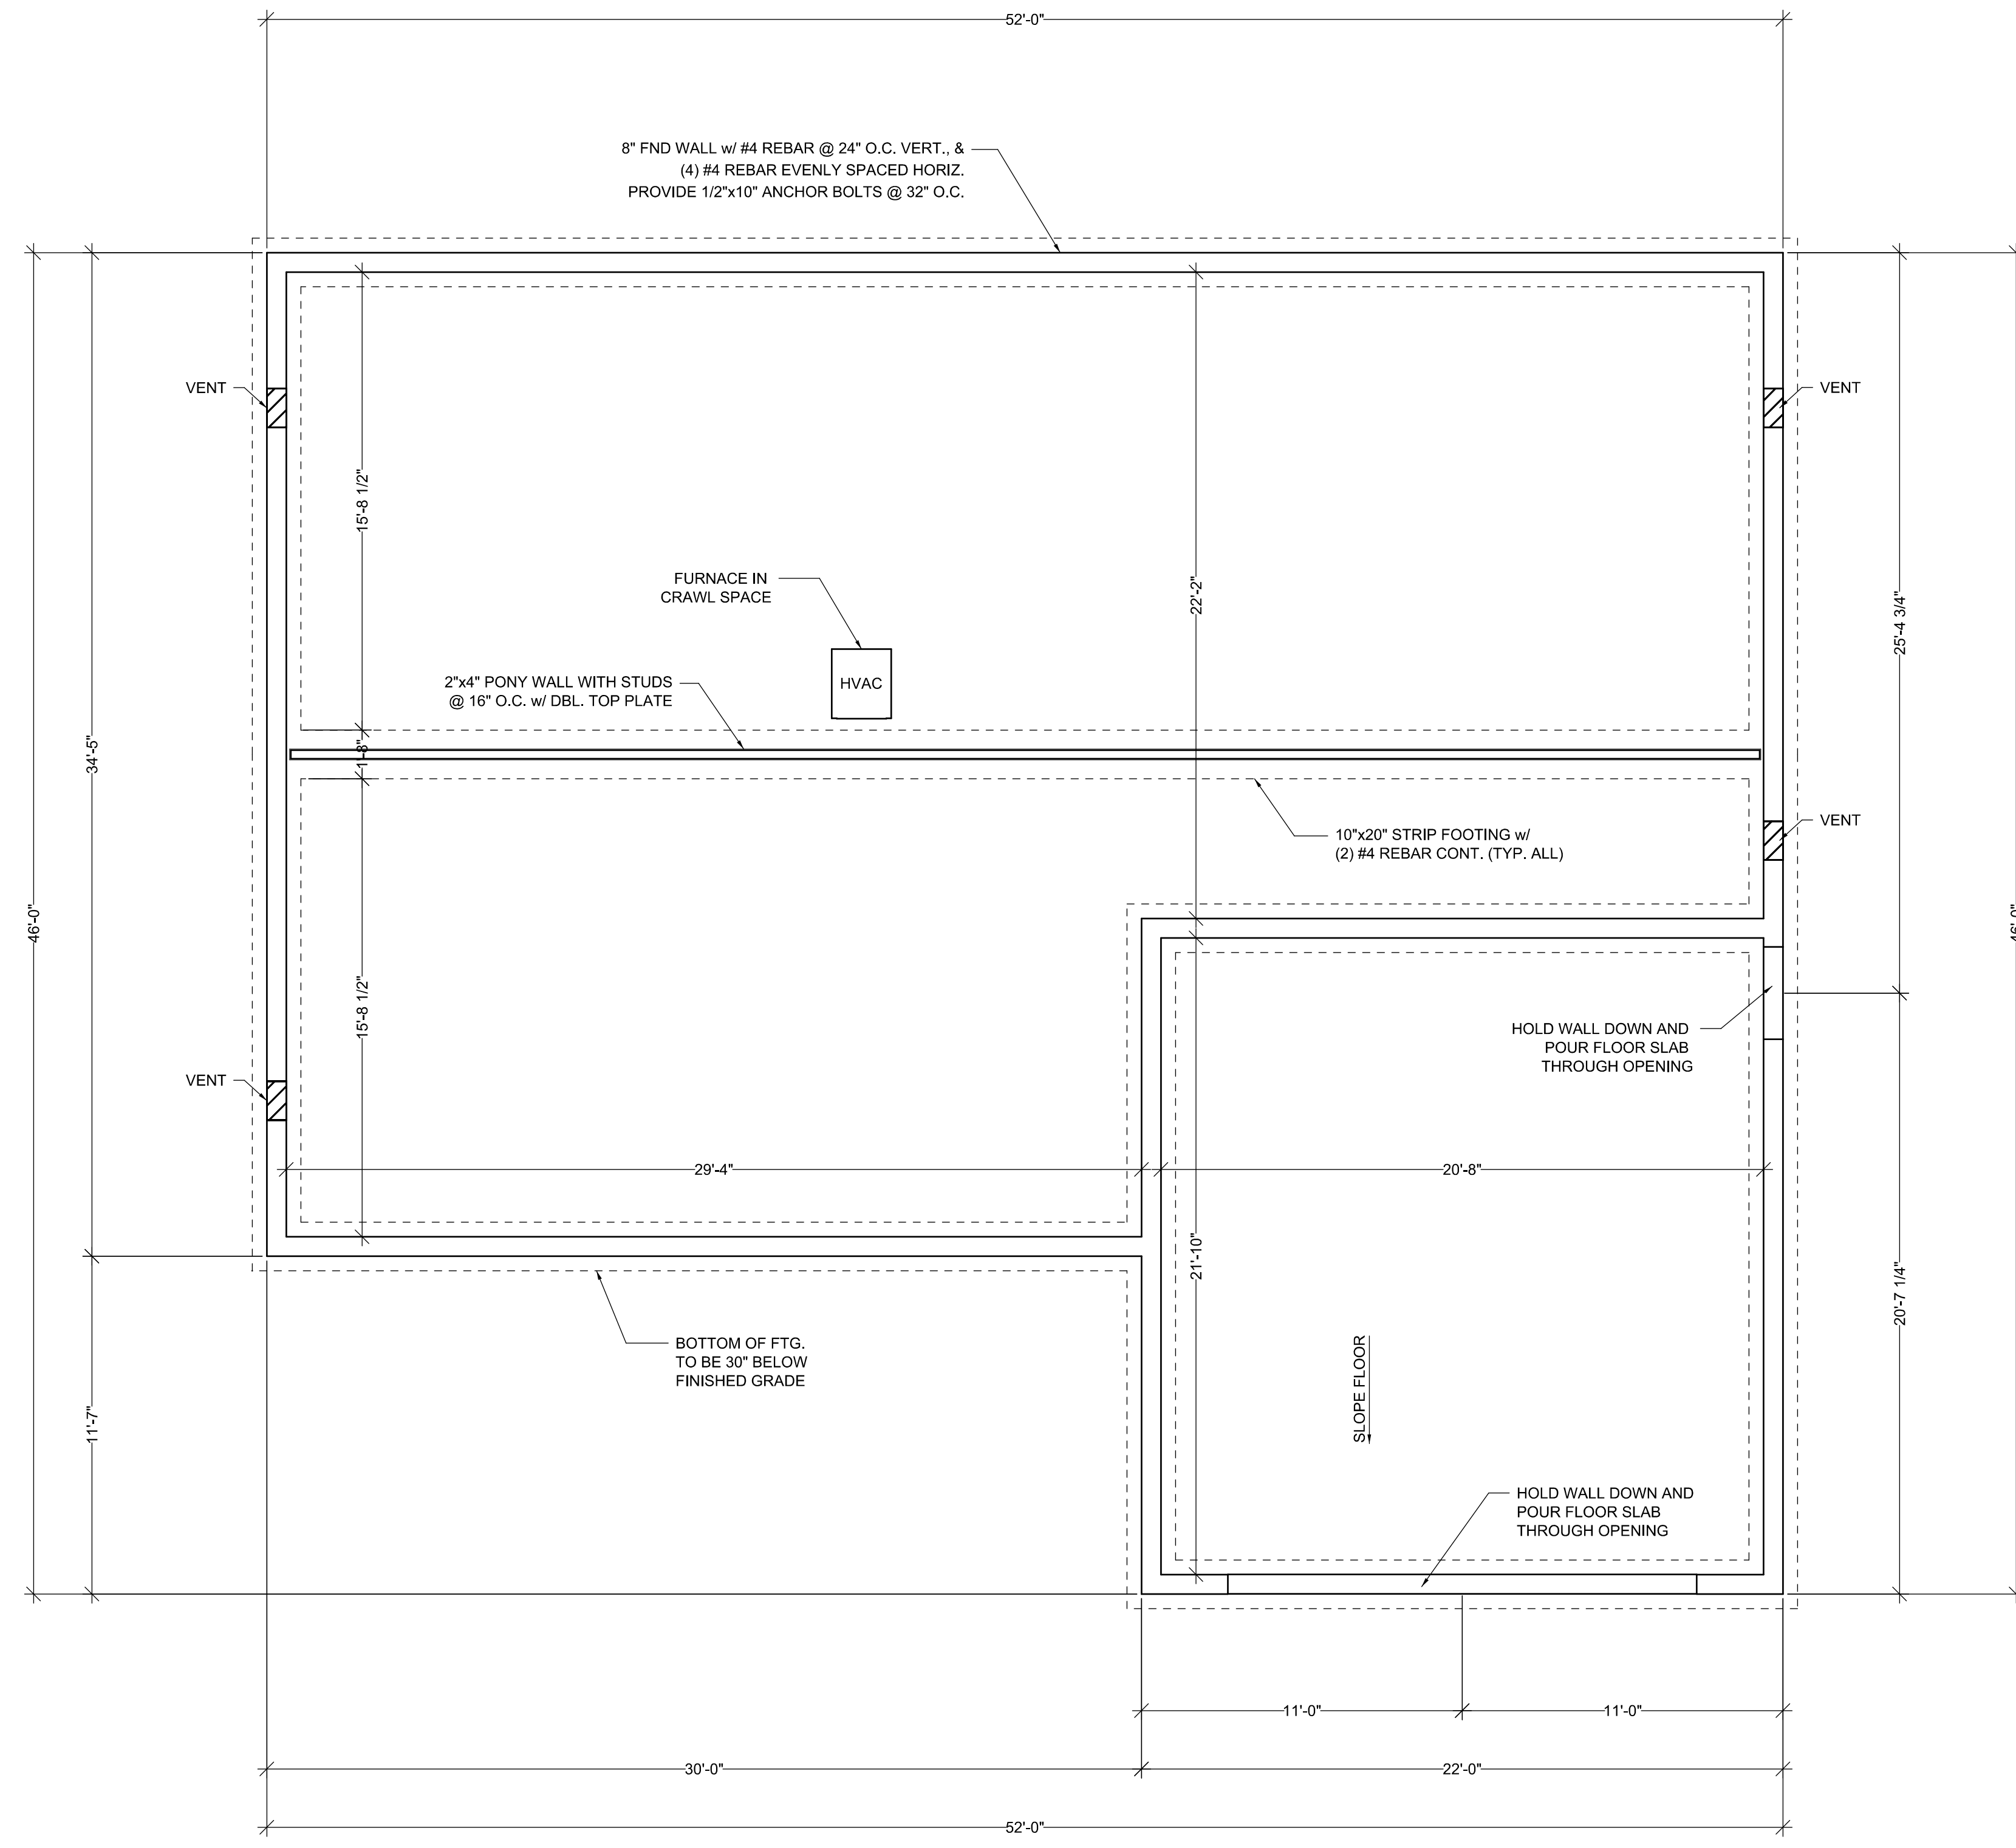 52'-0"
8" FND WALL w/ #4 REBAR @ 24" O.C. VERT., &
(4) #4 REBAR EVENLY SPACED HORIZ.
PROVIDE 1/2"x10" ANCHOR BOLTS @ 32" O.C.
VENT
VENT
15'-8 1/2"
FURNACE IN
CRAWL SPACE
22'-2"
25'-4 3/4"
HVAC
2"x4" PONY WALL WITH STUDS
@ 16" O.C. w/ DBL. TOP PLATE
34'-5"
1'-8"
VENT
10"x20" STRIP FOOTING w/
(2) #4 REBAR CONT. (TYP. ALL)
46'-0"
46'-0"
15'-8 1/2"
HOLD WALL DOWN AND
POUR FLOOR SLAB
THROUGH OPENING
VENT
29'-4"
20'-8"
21'-10"
20'-7 1/4"
BOTTOM OF FTG.
TO BE 30" BELOW
FINISHED GRADE
SLOPE FLOOR
11'-7"
HOLD WALL DOWN AND
POUR FLOOR SLAB
THROUGH OPENING
11'-0"
11'-0"
30'-0"
22'-0"
52'-0"